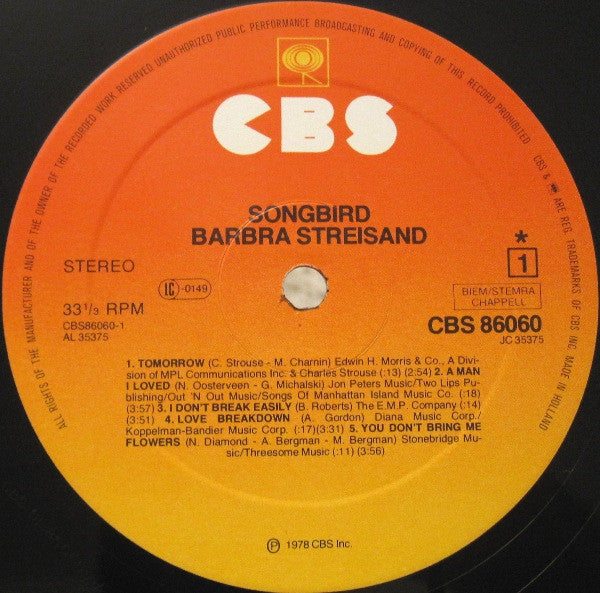 ALL RIGHTS OF THE MANUFACTURER AND OF THE OWNER OF THE RECORDED WORK RESERVED UNAUTHORIZED PUBLIC PERFORMANCE BROADCASTING AND COPYING OF THIS RECORD PROHIBITED
CBS & ARE REG. TRADEMARKS OF CBS INC MADE IN HOLLAND
CBS
SONGBIRD
BARBRA STREISAND
STEREO
LC -0149
*
1
33 1/3 RPM
BIEM/STEMRA
CHAPPELL
CBS86060-1
AL 35375
CBS 86060
JC 35375
1. TOMORROW (C. Strouse - M. Charnin) Edwin H. Morris & Co., A Divi-
sion of MPL Communications Inc. & Charles Strouse (:13) (2:54) 2. A MAN
I LOVED (N. Oosterveen - G. Michalski) Jon Peters Music/Two Lips Pu-
blishing/Out 'N Out Music/Songs Of Manhattan Island Music Co. (:18)
(3:57) 3. I DON'T BREAK EASILY (B. Roberts) The E.M.P. Company (:14)
(3:51) 4. LOVE BREAKDOWN (A. Gordon) Diana Music Corp./
Koppelman-Bandier Music Corp. (:17)(3:31) 5. YOU DON'T BRING ME
FLOWERS (N. Diamond - A. Bergman - M. Bergman) Stonebridge Mu-
sic/Threesome Music (:11) (3:56)
Ⓟ 1978 CBS Inc.